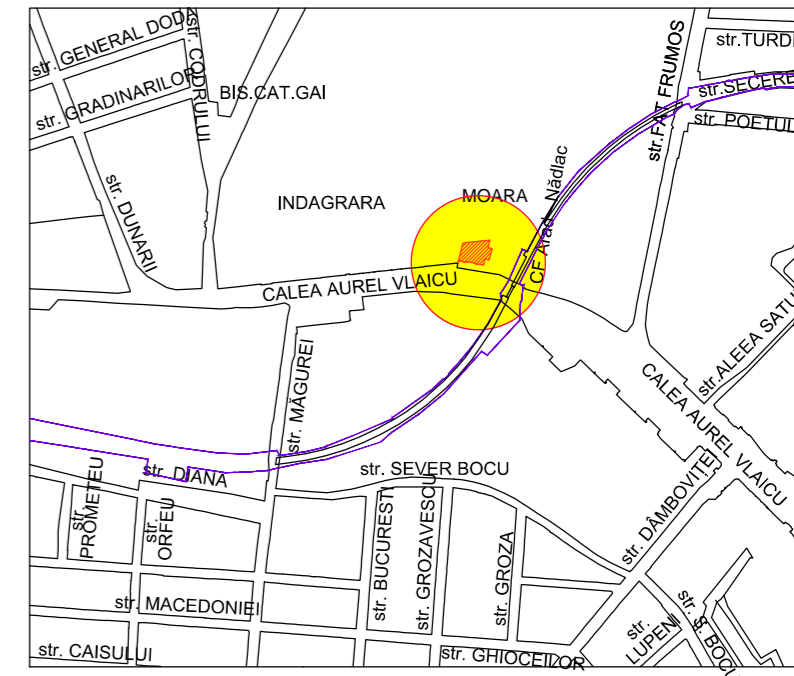 str. GENERAL DODA
str. CODRULUI
str.TURD
str. GRADINARILOR
BIS.CAT.GAI
str.FAT FRUMOS
str.SECERE
str. POETUL
str. DUNARII
INDAGRARA
MOARA
CF Arad Nădlac
CALEA AUREL VLAICU
str. MĂGUREI
str.ALEEA SATU
CALEA AUREL VLAICU
str. DIANA
str. SEVER BOCU
str.
PROMETEU
str.
ORFEU
str. BUCURESTI
str. GROZAVESCU
str. GROZA
str. DÂMBOVITEI
str. MACEDONIEI
str.
LUPENI
str. S. BOCU
str. CAISULUI
str. GHIOCEILOR